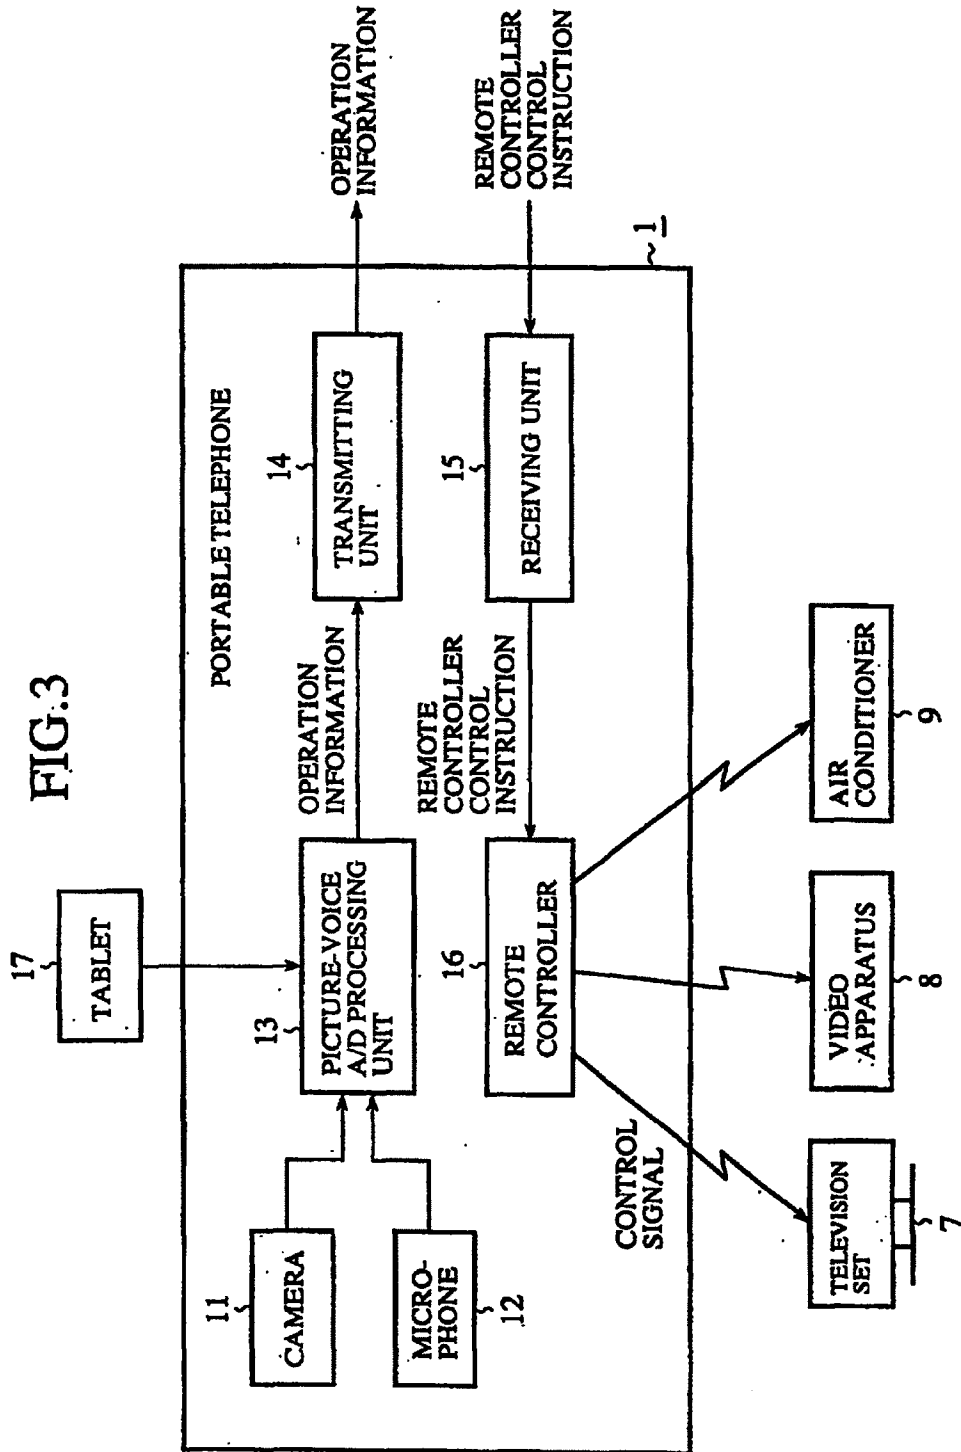 FIG.3
17
TABLET
PORTABLE TELEPHONE
11
CAMERA
MICRO-
PHONE
12
13
PICTURE-VOICE
A/D PROCESSING
UNIT
OPERATION
INFORMATION
14
TRANSMITTING
UNIT
OPERATION
INFORMATION
16
REMOTE
CONTROLLER
REMOTE
CONTROLLER
CONTROL
INSTRUCTION
15
RECEIVING UNIT
REMOTE
CONTROLLER
CONTROL
INSTRUCTION
1
CONTROL
SIGNAL
TELEVISION
SET
7
VIDEO
APPARATUS
8
AIR
CONDITIONER
9